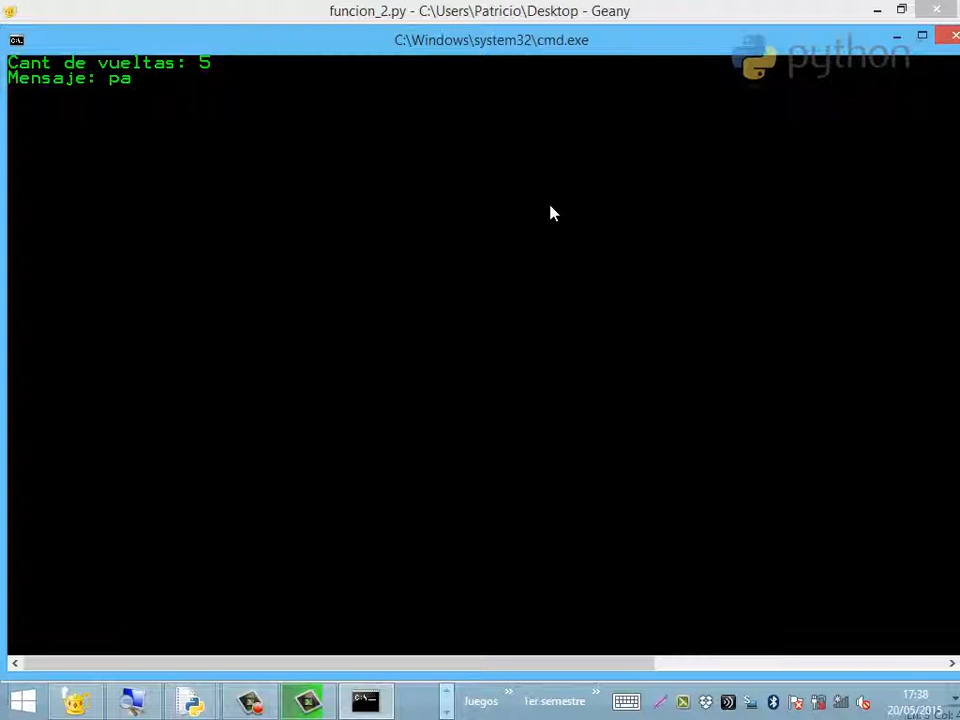 funcion_2.py - C:\Users\Patricio\Desktop - Geany
C:\Windows\system32\cmd.exe
python
Cant de vueltas: 5
Mensaje: pa
Juegos
1er semestre
17:38
20/05/2015